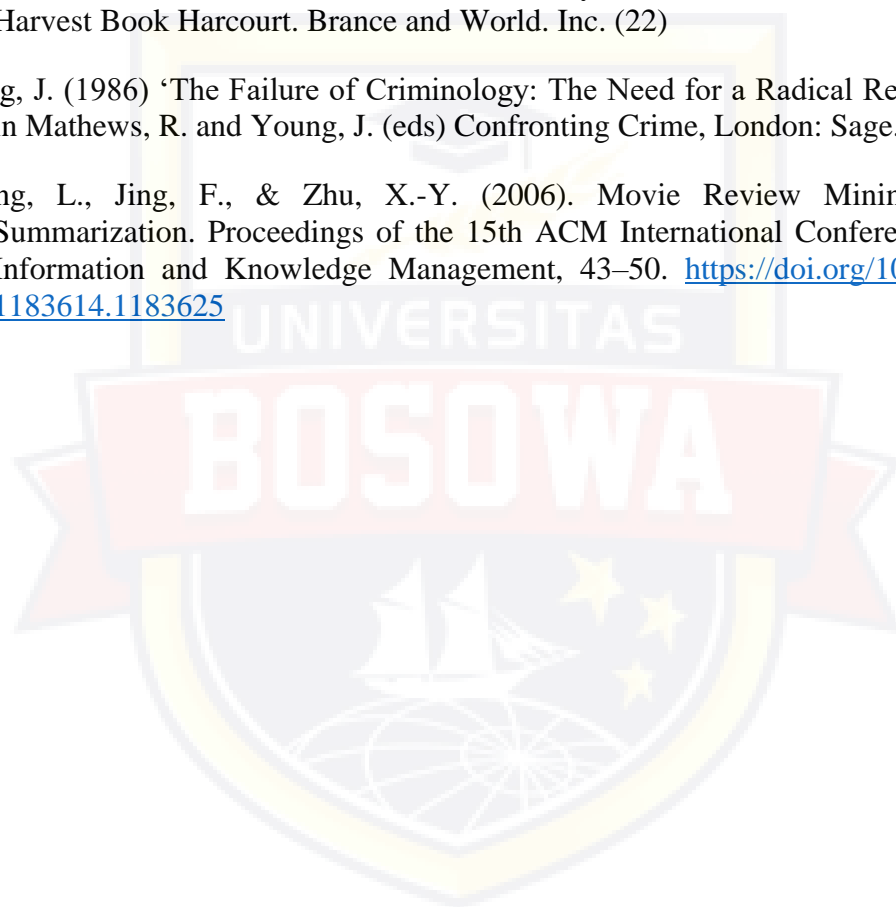 Harvest Book Harcourt. Brance and World. Inc. (22)
g, J. (1986) ‘The Failure of Criminology: The Need for a Radical Re
in Mathews, R. and Young, J. (eds) Confronting Crime, London: Sage.
ng, L., Jing, F., & Zhu, X.-Y. (2006). Movie Review Minin
Summarization. Proceedings of the 15th ACM International Conferen
Information and Knowledge Management, 43–50. https://doi.org/10
1183614.1183625
UNIVERSITAS
BOSOWA